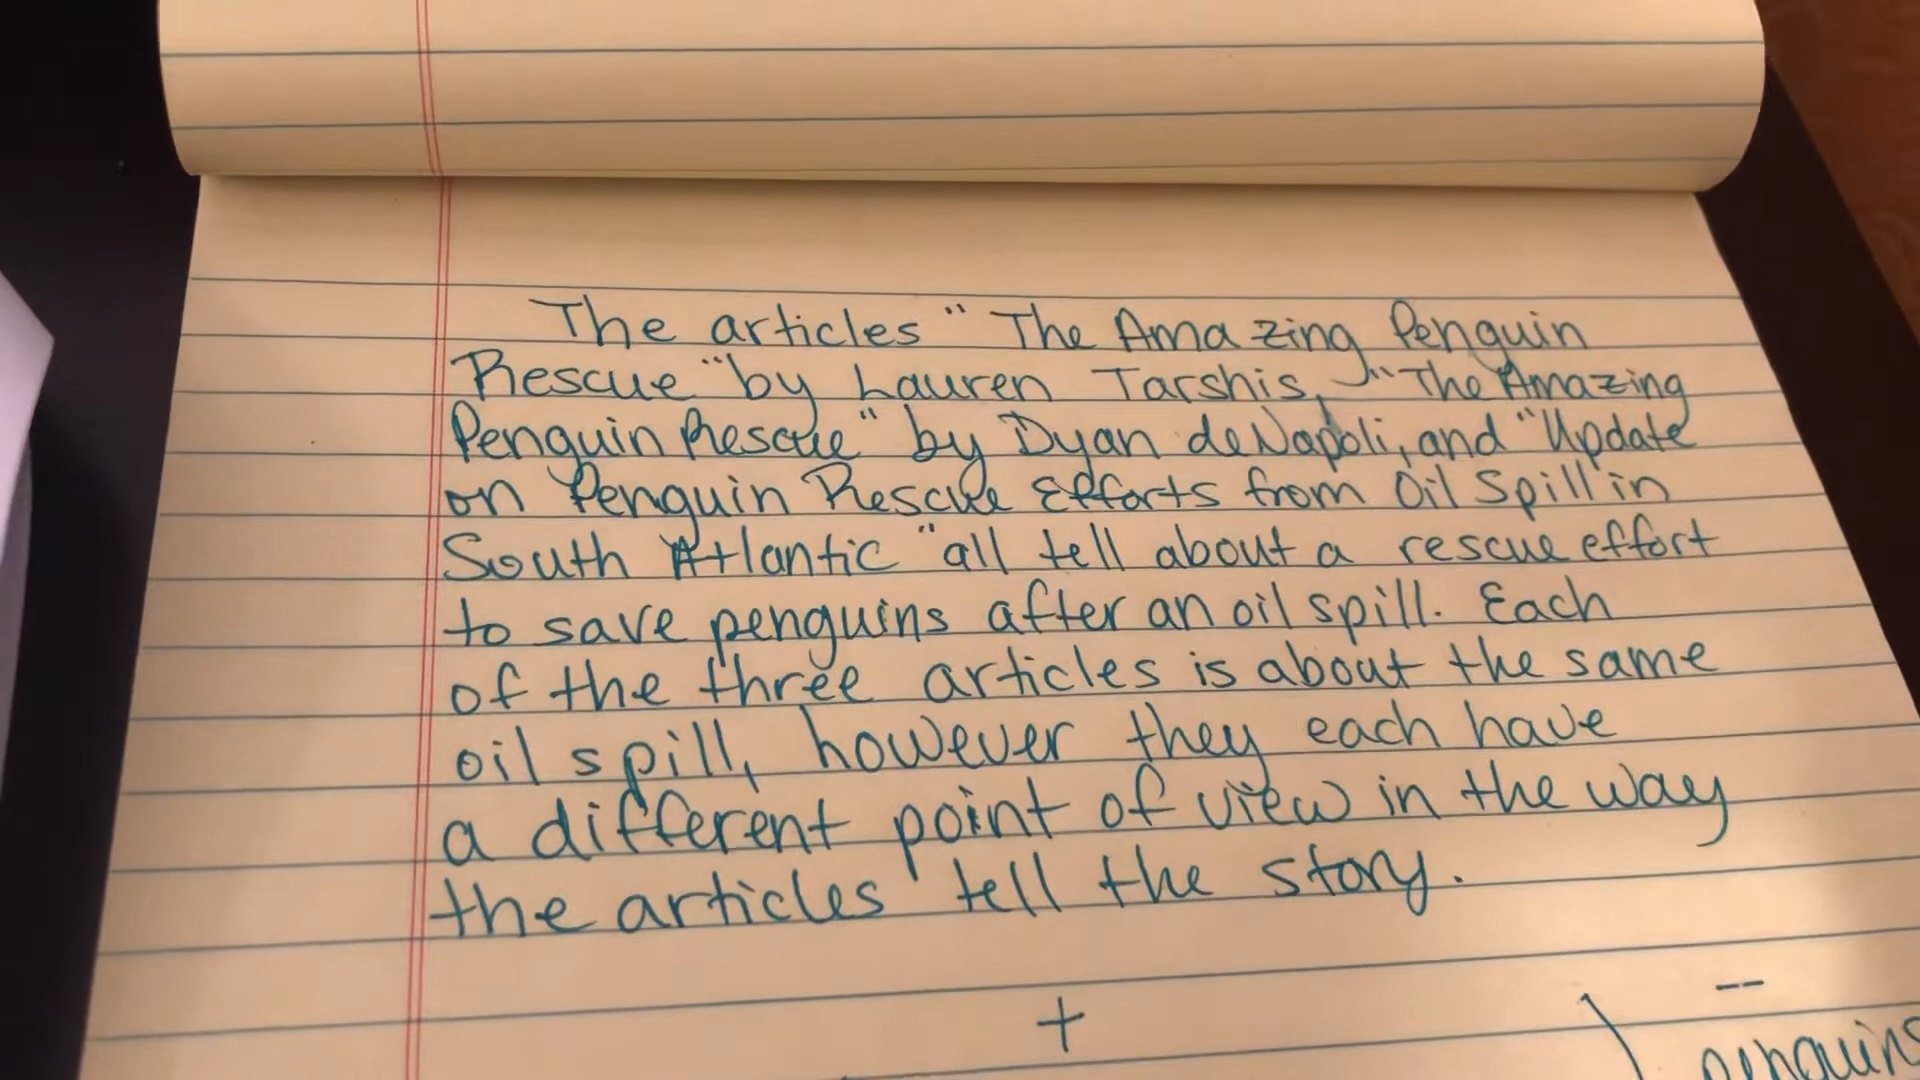 The articles "The Amazing Penguin
Rescue" by Lauren Tarshis, "The Amazing
Penguin Rescue" by Dyan deNapoli, and "Update
on Penguin Rescue Efforts from Oil Spill in
South Atlantic" all tell about a rescue effort
to save penguins after an oil spill. Each
of the three articles is about the same
oil spill, however they each have
a different point of view in the way
the articles tell the story.
+
penguins